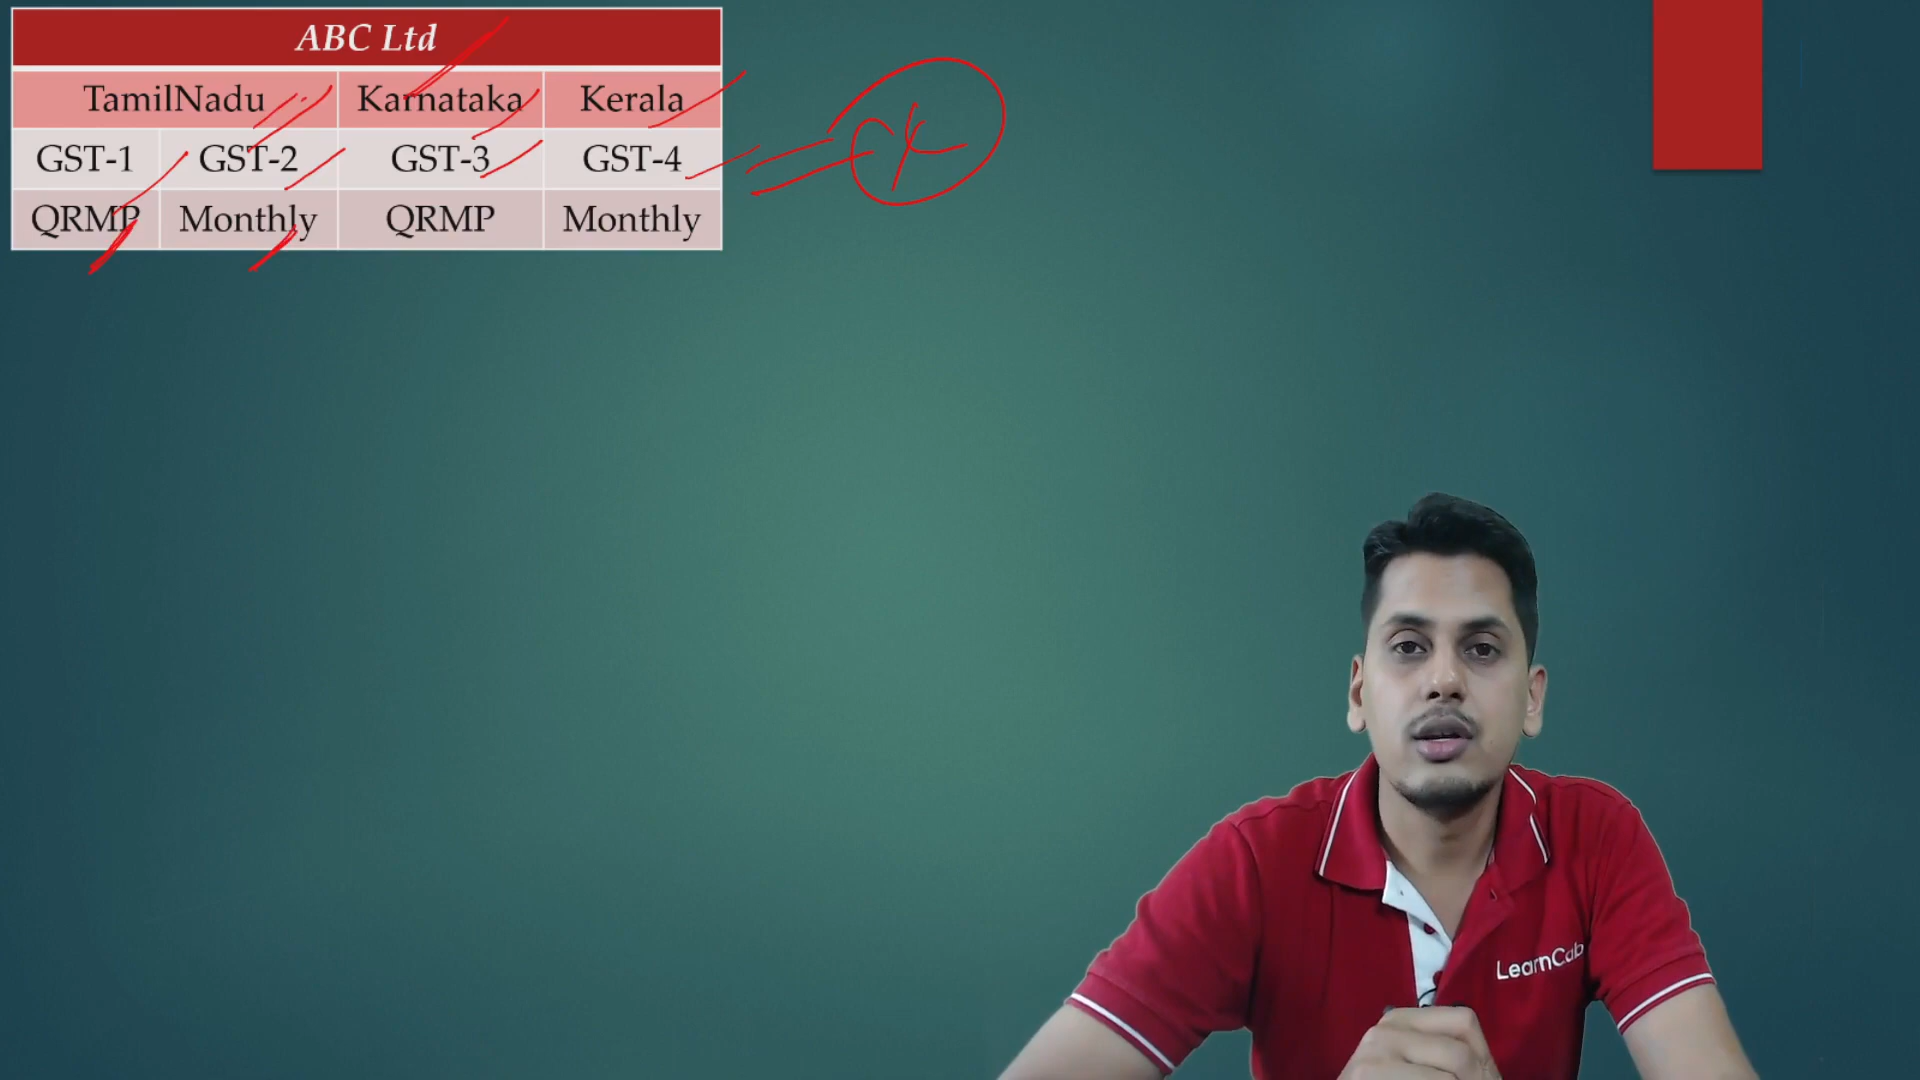 ABC Ltd
TamilNadu Karnataka Kerala
GST-1 GST-2 GST-3 GST-4
QRMP Monthly QRMP Monthly
LearnCab